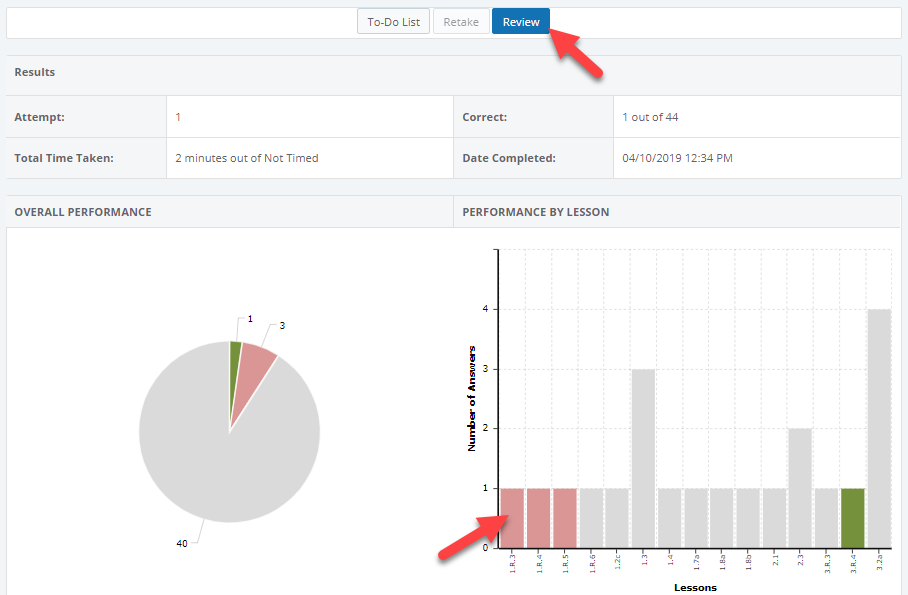 To-Do List Retake Review
Results
Attempt: 1 Correct: 1 out of 44
Total Time Taken: 2 minutes out of Not Timed Date Completed: 04/10/2019 12:34 PM
OVERALL PERFORMANCE PERFORMANCE BY LESSON
1
3
40
Number of Answers
4
3
2
1
0
1.R.3 1.R.4 1.R.5 1.R.6 1.2c 1.3 1.4 1.7a 1.8a 1.8b 2.1 2.3 3.R.3 3.R.4 3.2a
Lessons